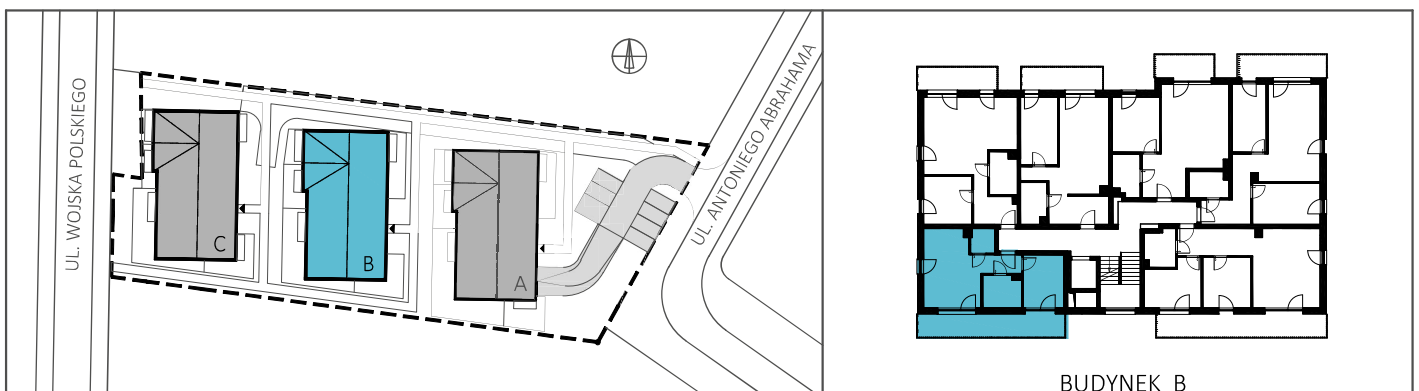 UL. WOJSKA POLSKIEGO
C
B
A
UL. ANTONIEGO ABRAHAMA
BUDYNEK B